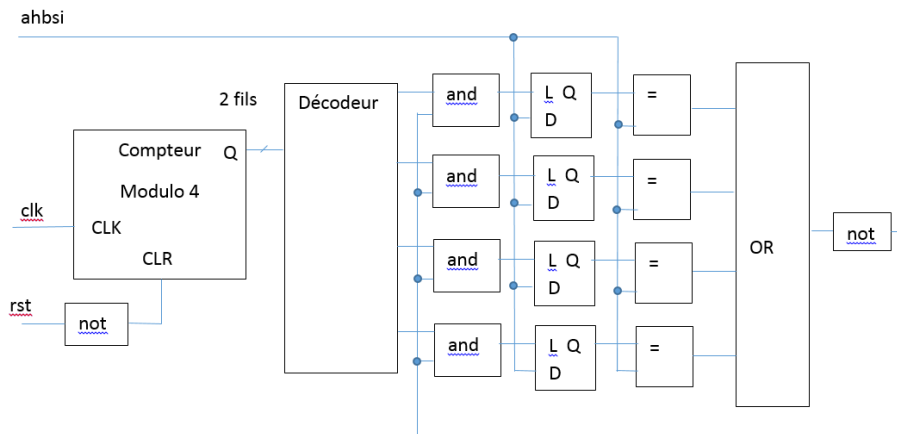 ahbsi
2 fils
Décodeur
Compteur Q
Modulo 4
clk
CLK
CLR
rst
not
and
L Q
D
=
and
L Q
D
=
and
L Q
D
=
and
L Q
D
=
OR
not